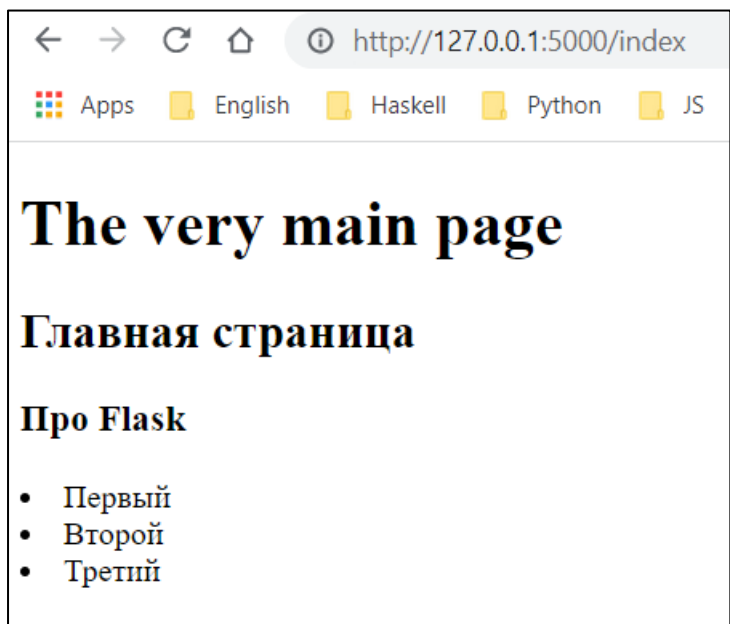 http://127.0.0.1:5000/index
Apps English Haskell Python JS
The very main page
Главная страница
Про Flask
Первый
Второй
Третий